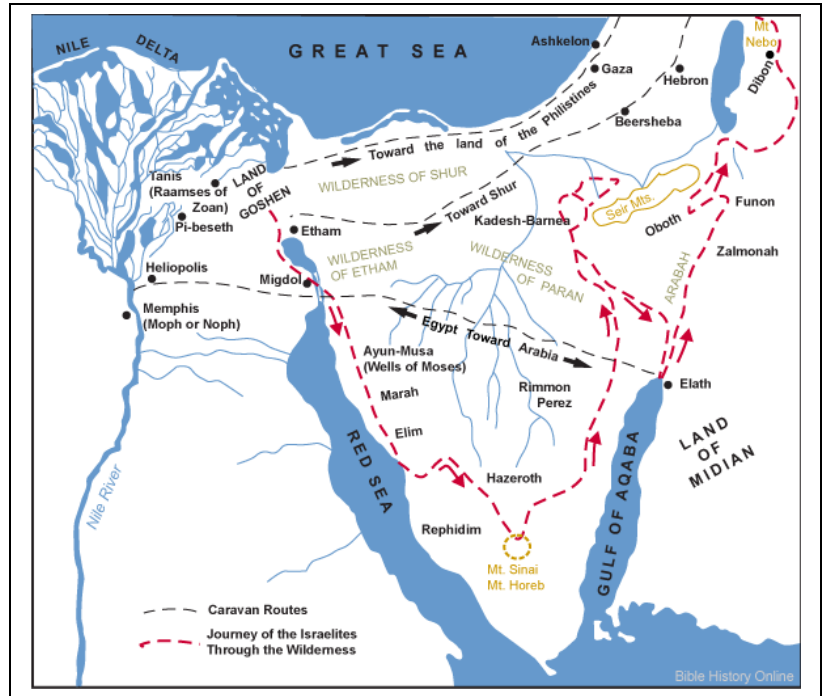 NILE DELTA
GREAT SEA
Ashkelon
Gaza
Hebron
Beersheba
Mt
Nebo
Dibon
Toward the land of the Philistines
Tanis
(Raamses of
Zoan)
Pi-beseth
LAND
OF
GOSHEN
WILDERNESS OF SHUR
Toward Shur
Etham
WILDERNESS
OF ETHAM
Kadesh-Barnea
WILDERNESS
OF PARAN
Seir Mts.
Oboth
Funon
Zalmonah
ARABAH
Heliopolis
Migdol
Memphis
(Moph or Noph)
Egypt Toward Arabia
Ayun-Musa
(Wells of Moses)
Marah
Elim
Rimmon
Perez
Elath
LAND
OF
MIDIAN
RED SEA
GULF OF AQABA
Hazeroth
Rephidim
Mt. Sinai
Mt. Horeb
Nile River
Caravan Routes
Journey of the Israelites
Through the Wilderness
Bible History Online